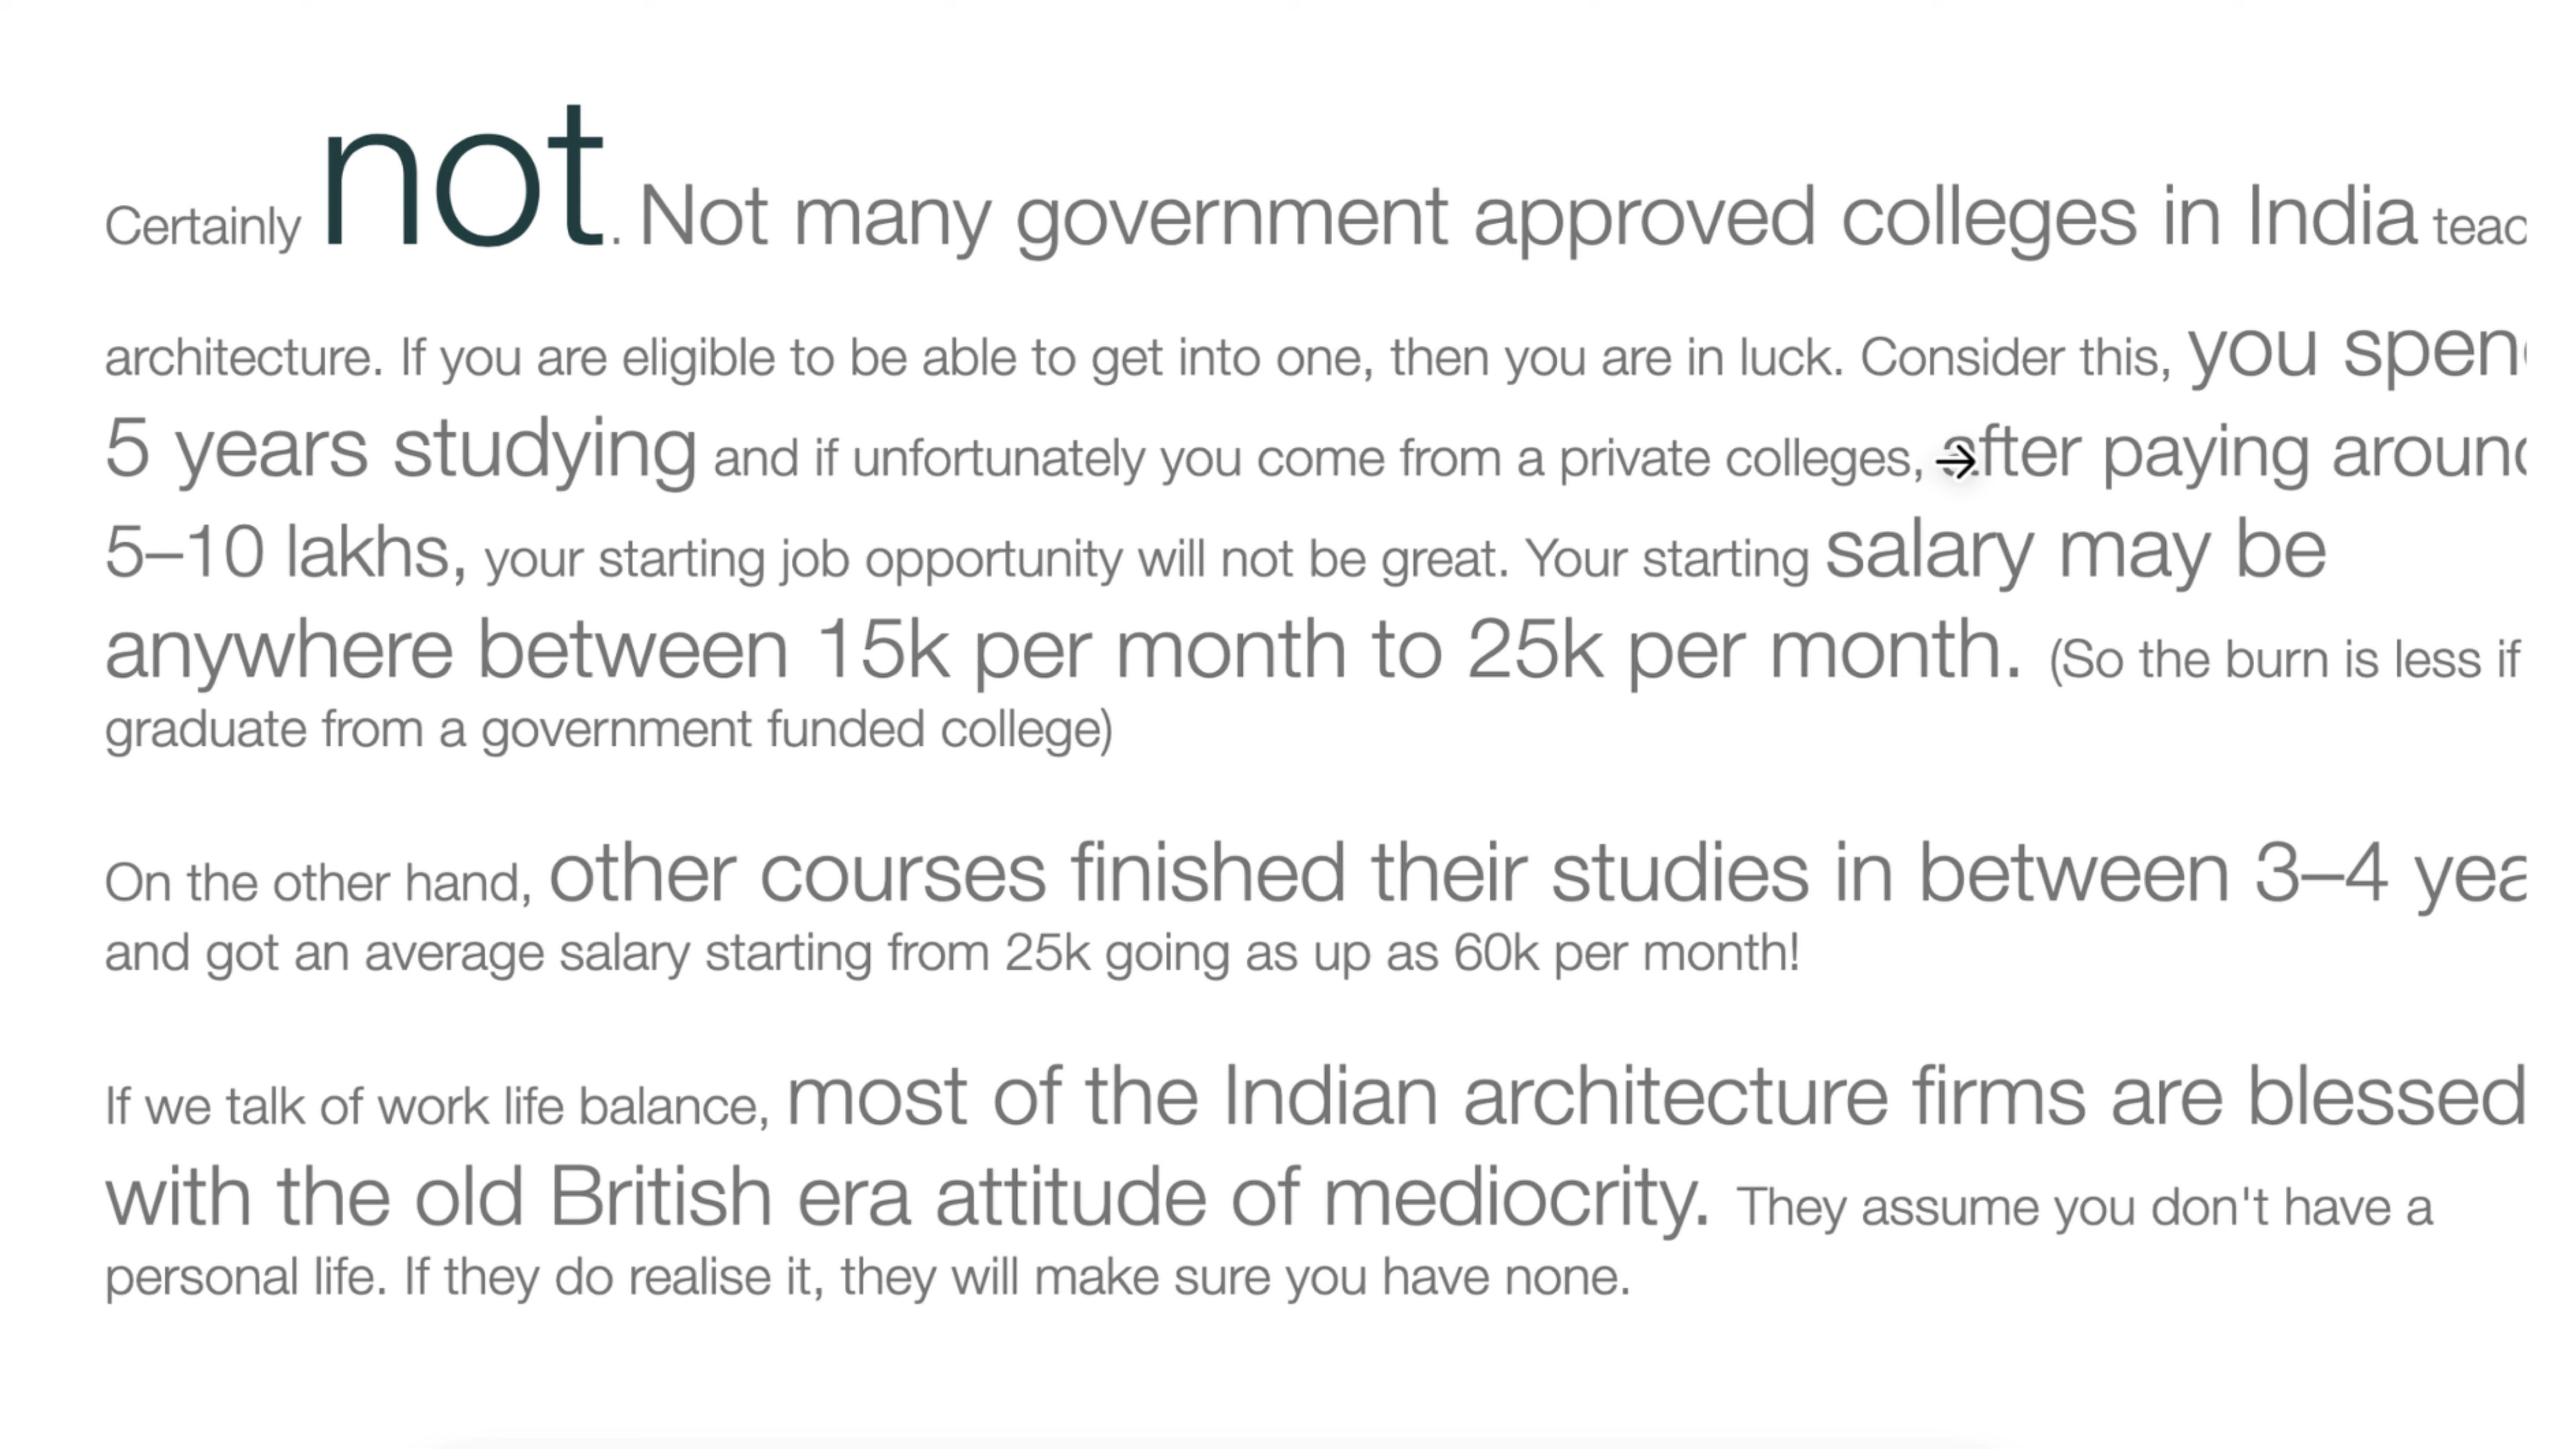 Certainly not. Not many government approved colleges in India
architecture. If you are eligible to be able to get into one, then you are in luck. Consider this, you
5 years studying and if unfortunately you come from a private colleges, after paying
5–10 lakhs, your starting job opportunity will not be great. Your starting salary may be
anywhere between 15k per month to 25k per month. (So the burn is less if
graduate from a government funded college)
On the other hand, other courses finished their studies in between 3–4
and got an average salary starting from 25k going as up as 60k per month!
If we talk of work life balance, most of the Indian architecture firms are blessed
with the old British era attitude of mediocrity. They assume you don't have a
personal life. If they do realise it, they will make sure you have none.